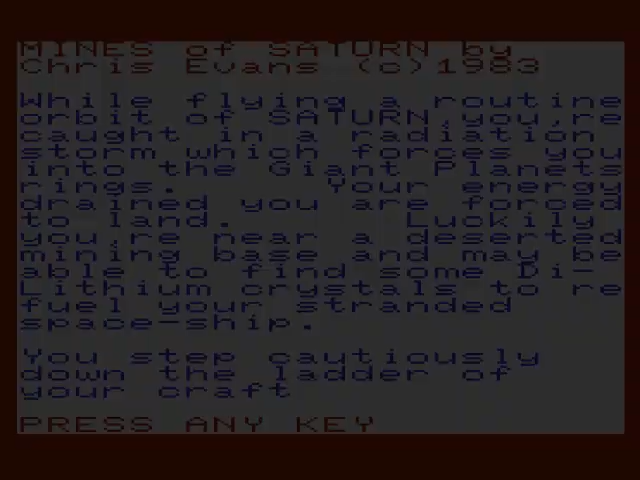 MINES of SATURN by
Chris Evans (c)1983
While flying a routine
orbit of SATURN,you,re
caught in a radiation
storm which forces you
into the Giant Planets
rings. Your energy
drained you are forced
to land. Luckily
you,re near a deserted
mining base and may be
able to find some Di-
Lithium crystals to re
fuel your stranded
space-ship.
You step cautiously
down the ladder of
your craft
PRESS ANY KEY